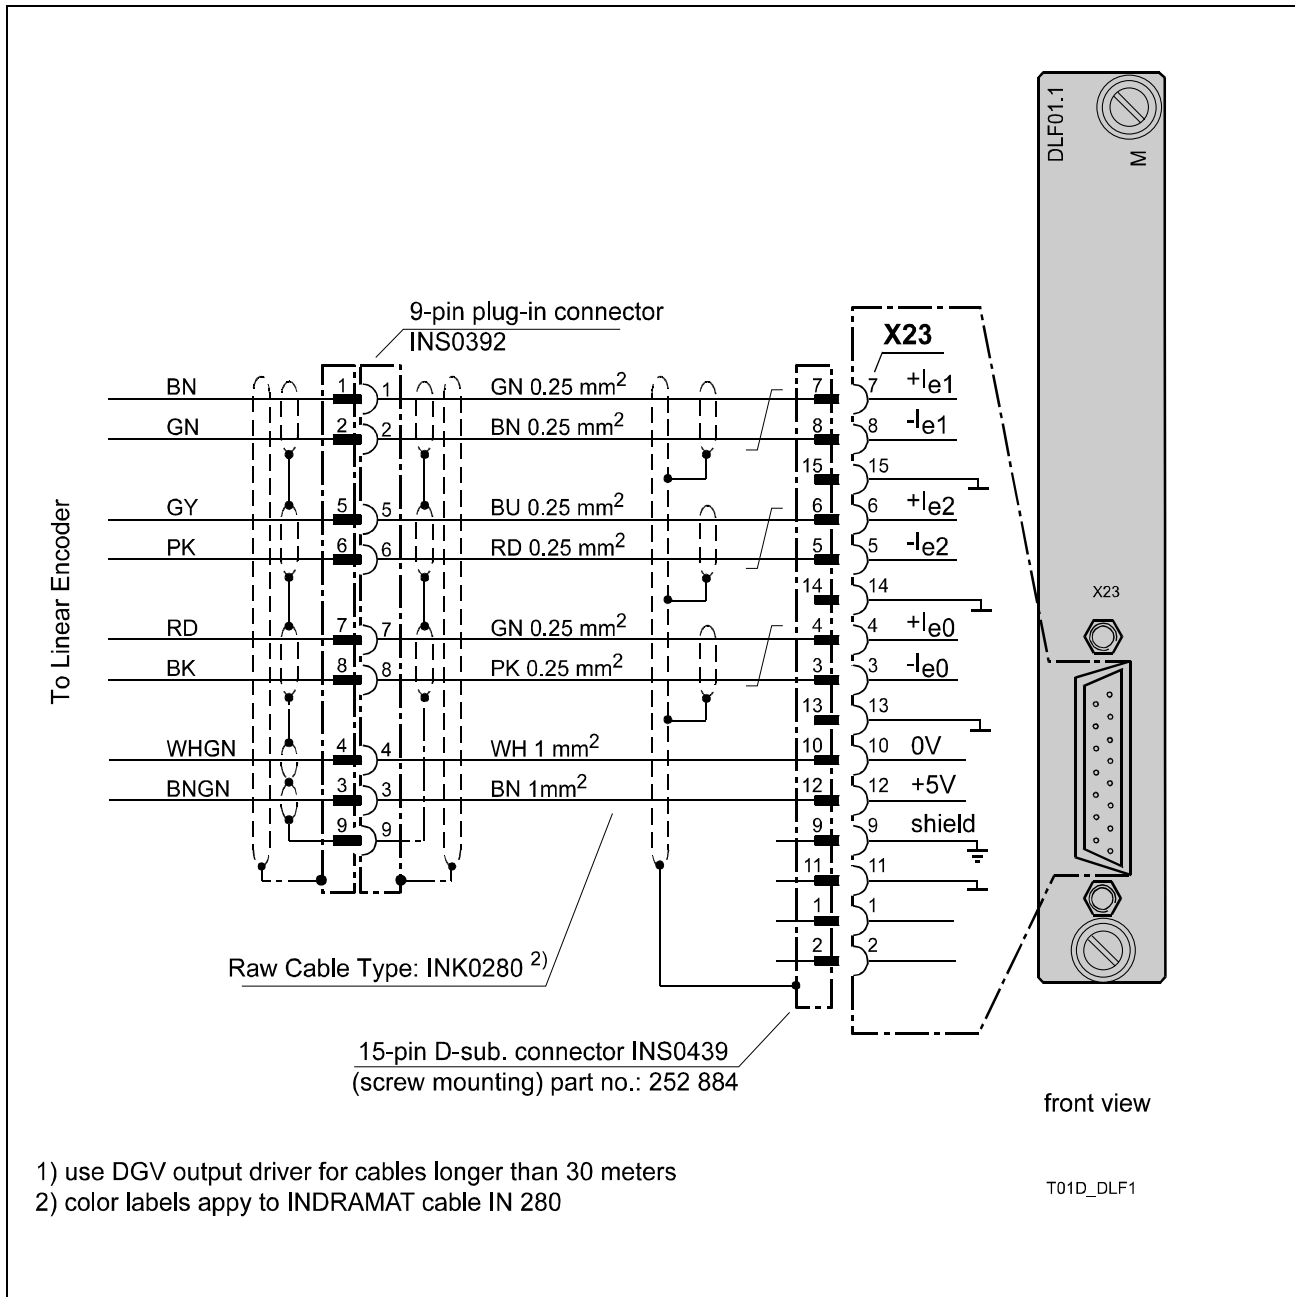 DLF01.1
M
9-pin plug-in connector
INS0392
X23
BN 1 1 GN 0.25 mm2 7 7 +Ie1
GN 2 2 BN 0.25 mm2 8 8 -Ie1
15 15
GY 5 5 BU 0.25 mm2 6 6 +Ie2
PK 6 6 RD 0.25 mm2 5 5 -Ie2
14 14
X23
RD 7 7 GN 0.25 mm2 4 4 +Ie0
BK 8 8 PK 0.25 mm2 3 3 -Ie0
13 13
WHGN 4 4 WH 1 mm2 10 10 0V
BNGN 3 3 BN 1mm2 12 12 +5V
9 9 9 9 shield
11 11
1 1
2 2
To Linear Encoder
Raw Cable Type: INK0280 2)
15-pin D-sub. connector INS0439
(screw mounting) part no.: 252 884
front view
1) use DGV output driver for cables longer than 30 meters
2) color labels appy to INDRAMAT cable IN 280
T01D_DLF1